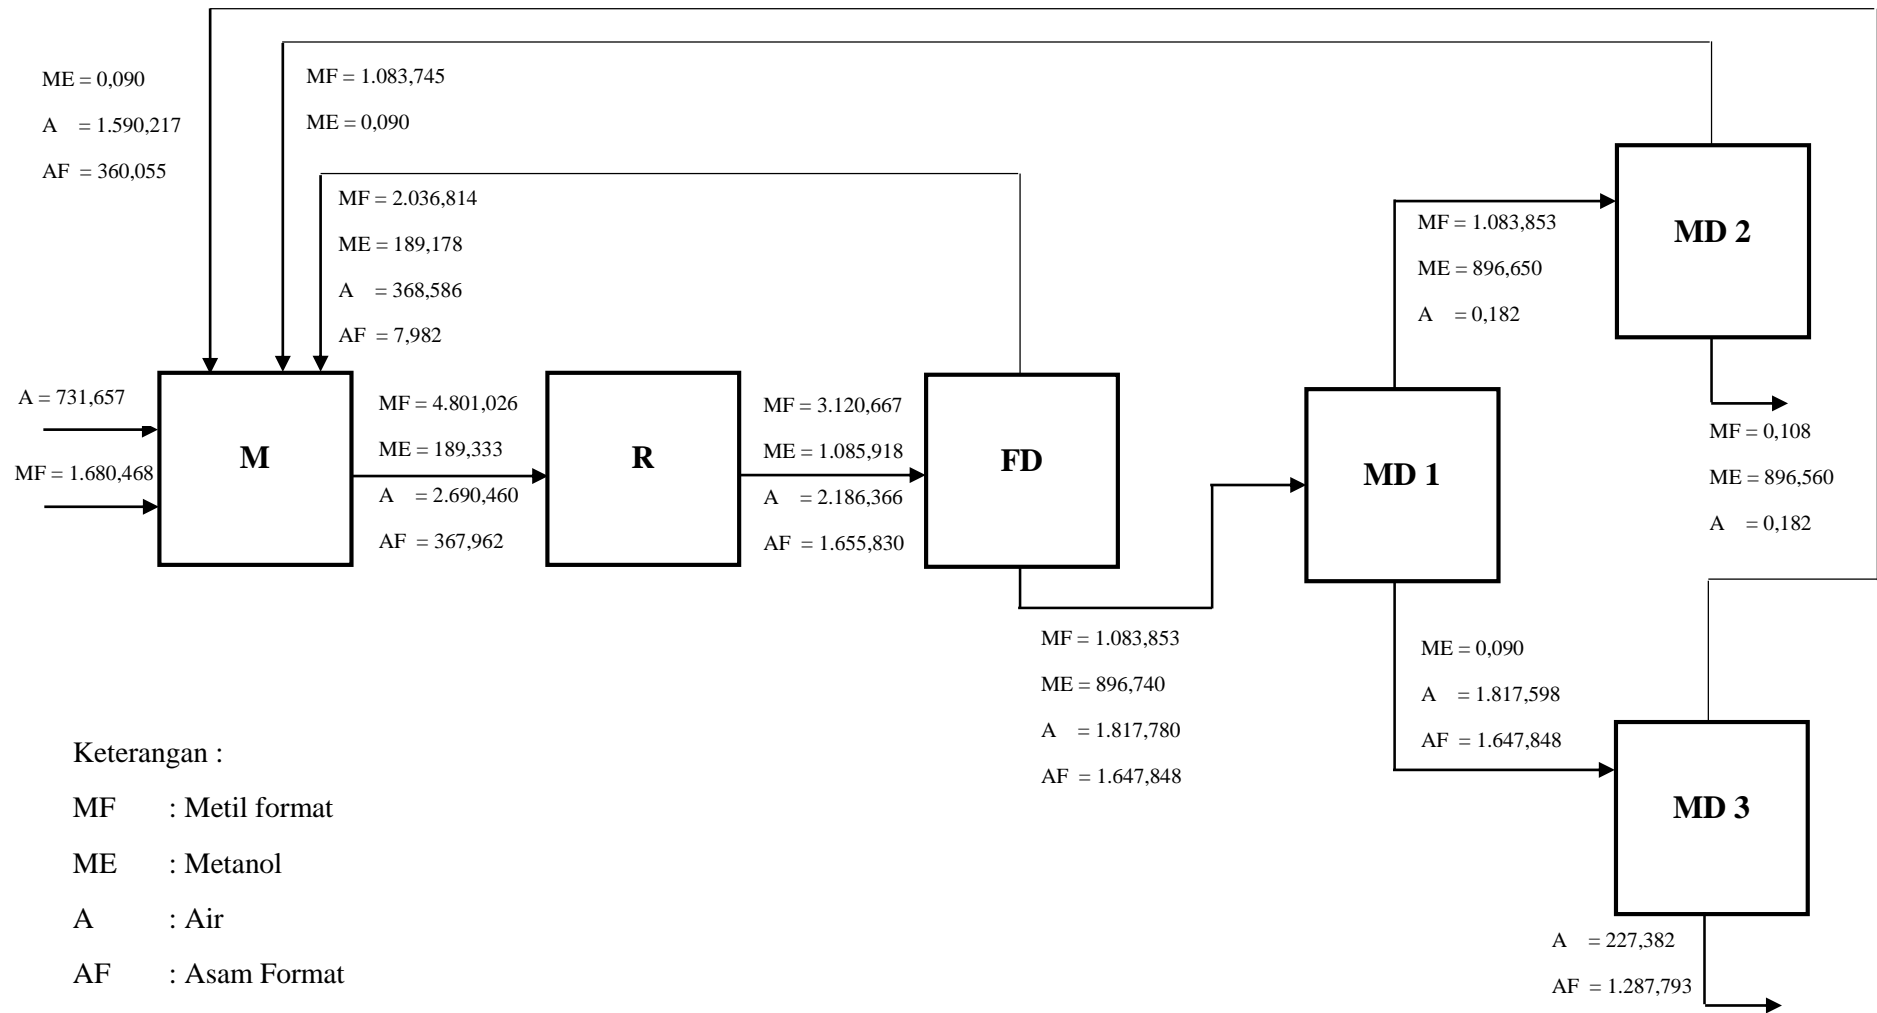 ME = 0,090
A = 1.590,217
AF = 360,055
MF = 1.083,745
ME = 0,090
MF = 2.036,814
ME = 189,178
A = 368,586
AF = 7,982
A = 731,657
MF = 1.680,468
M
MF = 4.801,026
ME = 189,333
A = 2.690,460
AF = 367,962
R
MF = 3.120,667
ME = 1.085,918
A = 2.186,366
AF = 1.655,830
FD
MF = 1.083,853
ME = 896,740
A = 1.817,780
AF = 1.647,848
MD 1
MF = 1.083,853
ME = 896,650
A = 0,182
MD 2
MF = 0,108
ME = 896,560
A = 0,182
ME = 0,090
A = 1.817,598
AF = 1.647,848
MD 3
A = 227,382
AF = 1.287,793
Keterangan :
MF : Metil format
ME : Metanol
A : Air
AF : Asam Format